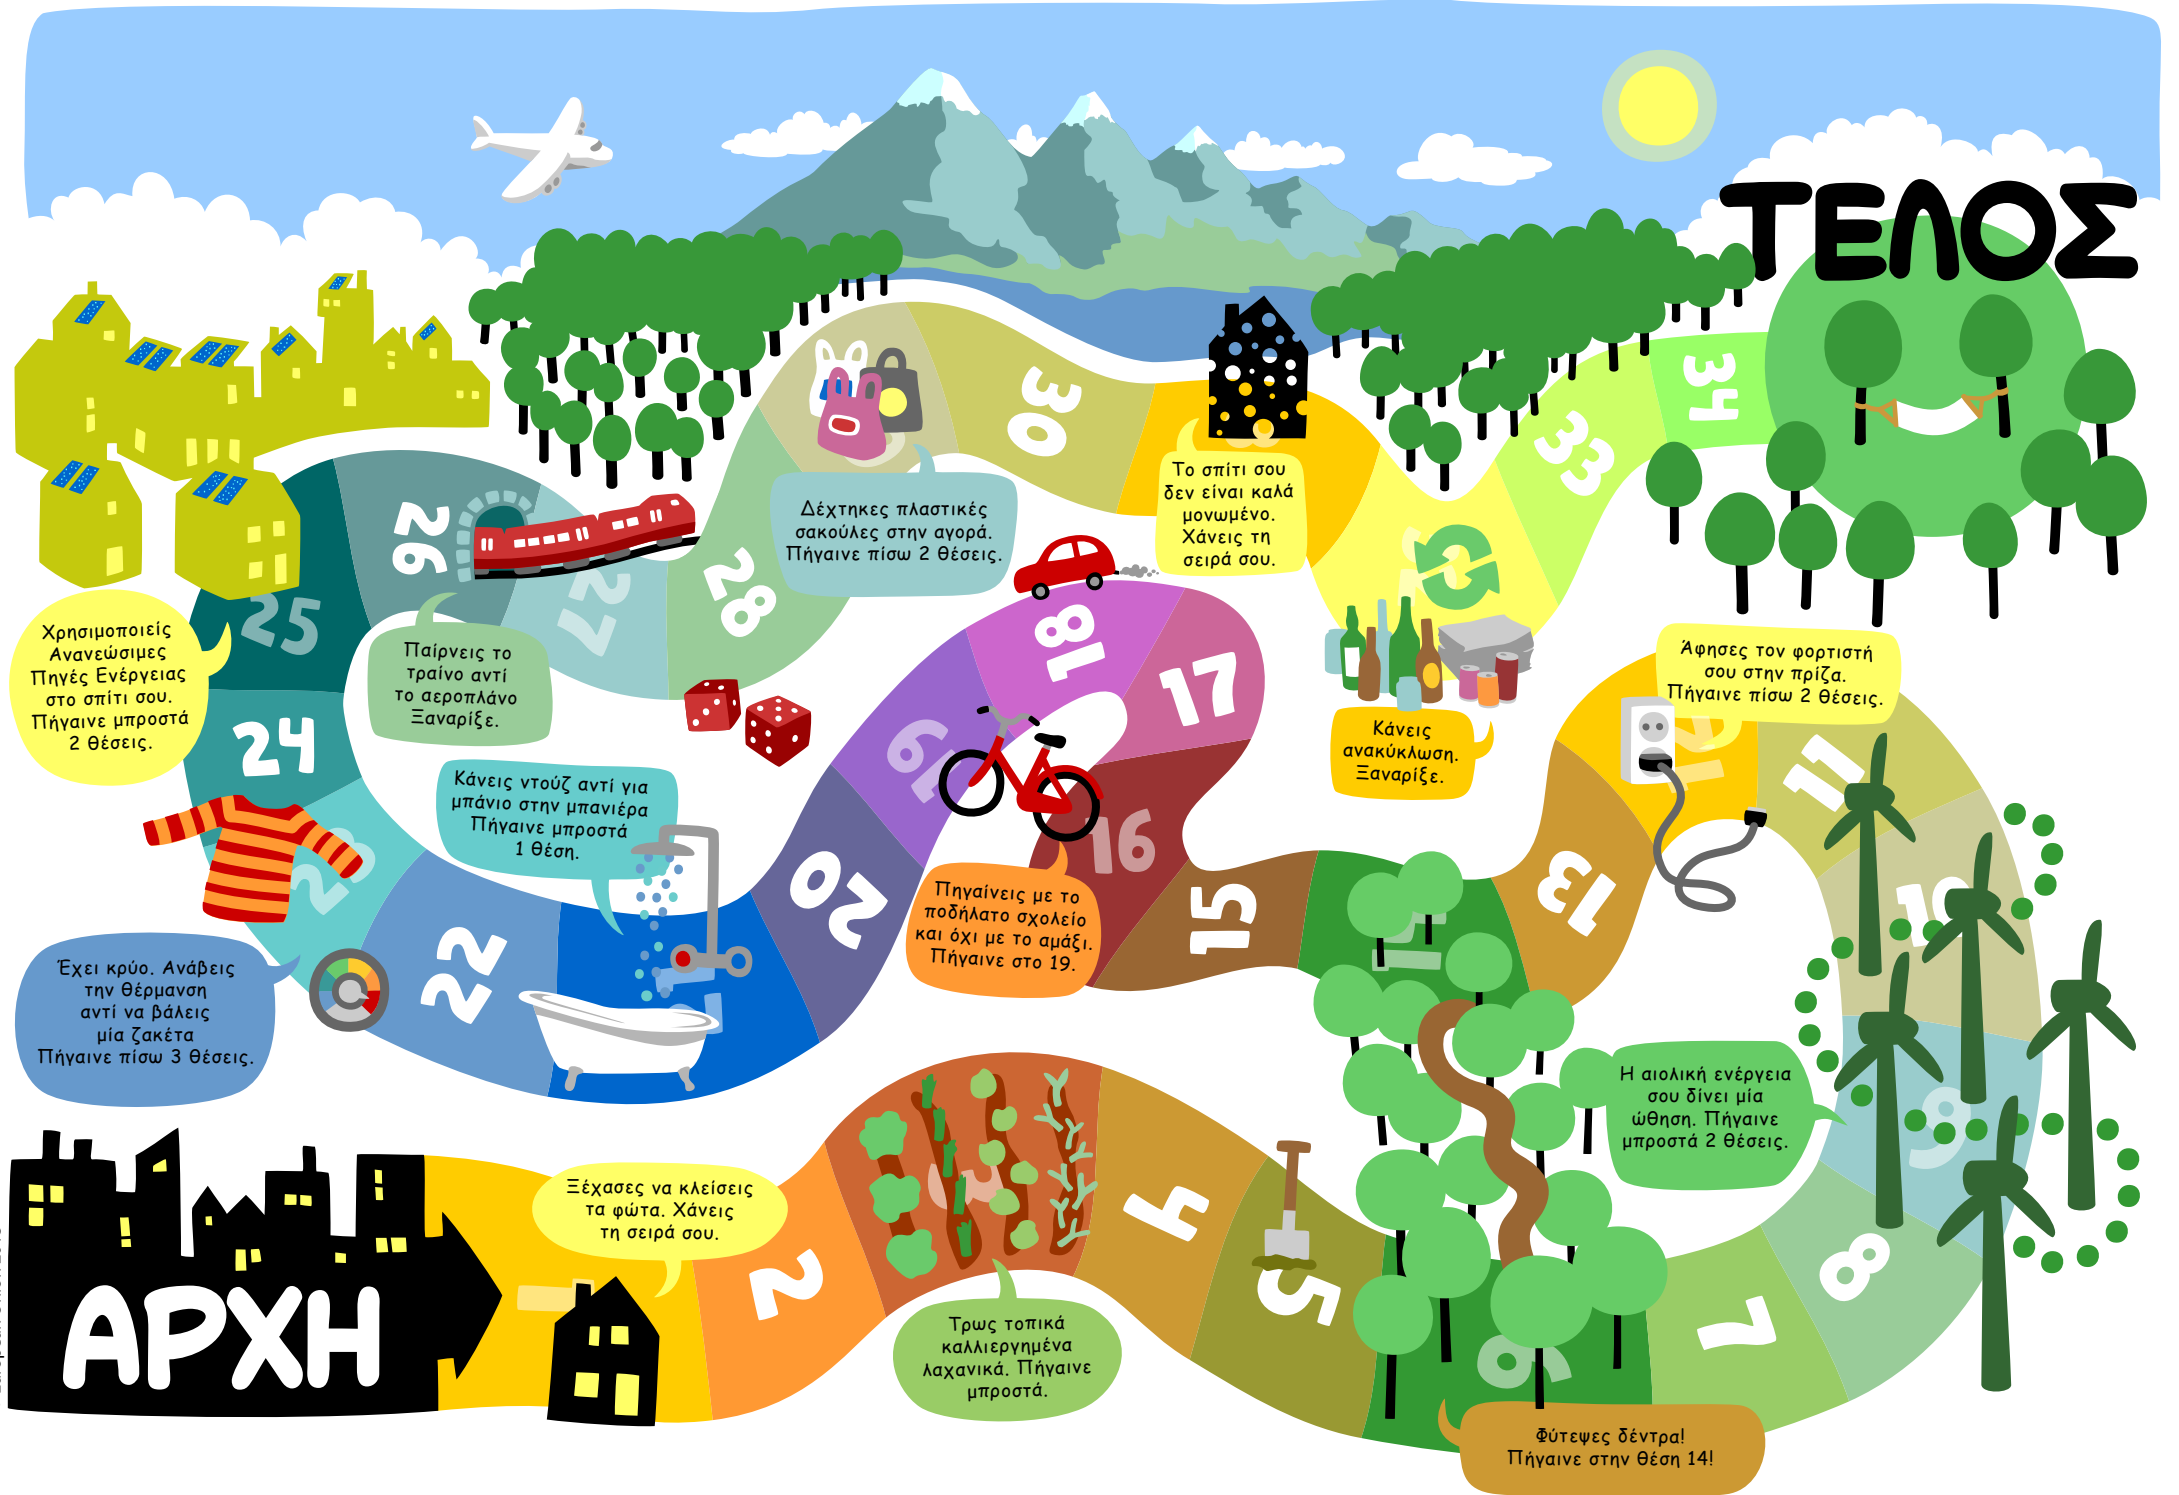 ΤΕΛΟΣ
34
33
30
Το σπίτι σου
δεν είναι καλά
μονωμένο.
Χάνεις τη
σειρά σου.
Δέχτηκες πλαστικές
σακούλες στην αγορά.
Πήγαινε πίσω 2 θέσεις.
28
27
26
Παίρνεις το
τραίνο αντί
το αεροπλάνο
Ξαναρίξε.
25
Χρησιμοποιείς
Ανανεώσιμες
Πηγές Ενέργειας
στο σπίτι σου.
Πήγαινε μπροστά
2 θέσεις.
24
23
Έχει κρύο. Ανάβεις
την θέρμανση
αντί να βάλεις
μία ζακέτα
Πήγαινε πίσω 3 θέσεις.
22
Κάνεις ντούζ αντί για
μπάνιο στην μπανιέρα
Πήγαινε μπροστά
1 θέση.
20
19
18
17
16
Πηγαίνεις με το
ποδήλατο σχολείο
και όχι με το αμάξι.
Πήγαινε στο 19.
15
Κάνεις
ανακύκλωση.
Ξαναρίξε.
13
Άφησες τον φορτιστή
σου στην πρίζα.
Πήγαινε πίσω 2 θέσεις.
11
10
9
Η αιολική ενέργεια
σου δίνει μία
ώθηση. Πήγαινε
μπροστά 2 θέσεις.
8
7
6
Φύτεψες δέντρα!
Πήγαινε στην θέση 14!
5
4
3
Τρως τοπικά
καλλιεργημένα
λαχανικά. Πήγαινε
μπροστά.
2
Ξέχασες να κλείσεις
τα φώτα. Χάνεις
τη σειρά σου.
1
ΑΡΧΗ